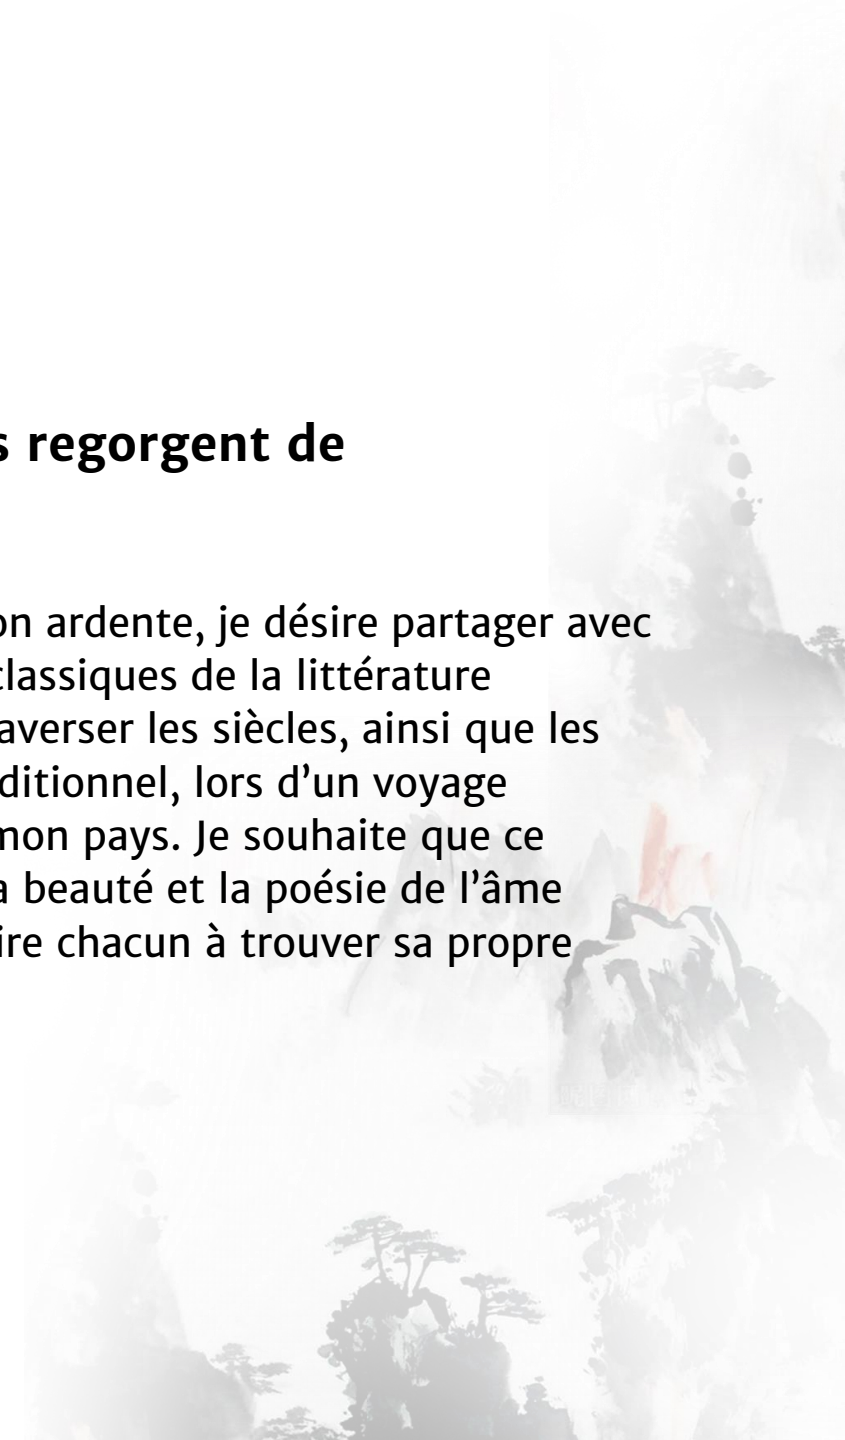 s regorgent de
on ardente, je désire partager avec
classiques de la littérature
averser les siècles, ainsi que les
ditionnel, lors d’un voyage
mon pays. Je souhaite que ce
a beauté et la poésie de l’âme
ire chacun à trouver sa propre